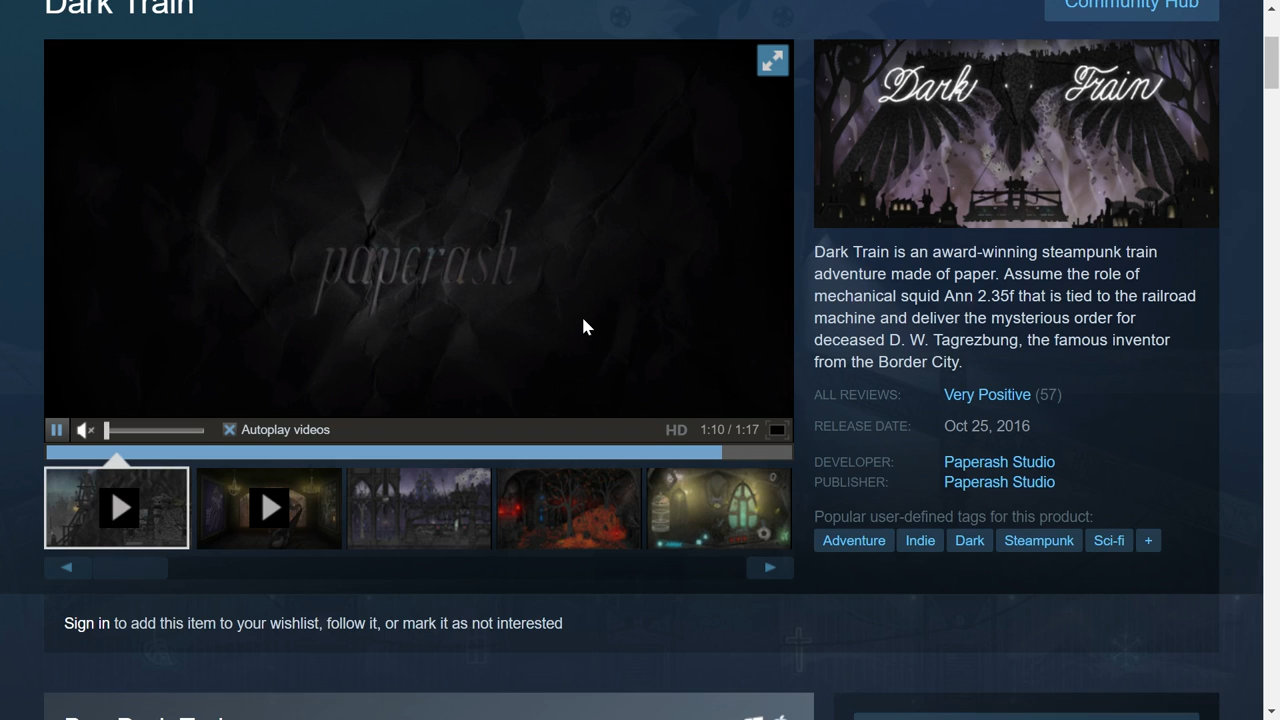 Dark Train
Community Hub
paperash
Dark Train
Dark Train is an award-winning steampunk train
adventure made of paper. Assume the role of
mechanical squid Ann 2.35f that is tied to the railroad
machine and deliver the mysterious order for
deceased D. W. Tagrezbung, the famous inventor
from the Border City.
ALL REVIEWS: Very Positive (57)
RELEASE DATE: Oct 25, 2016
DEVELOPER: Paperash Studio
PUBLISHER: Paperash Studio
Popular user-defined tags for this product:
Adventure Indie Dark Steampunk Sci-fi +
Autoplay videos HD 1:10 / 1:17
Sign in to add this item to your wishlist, follow it, or mark it as not interested